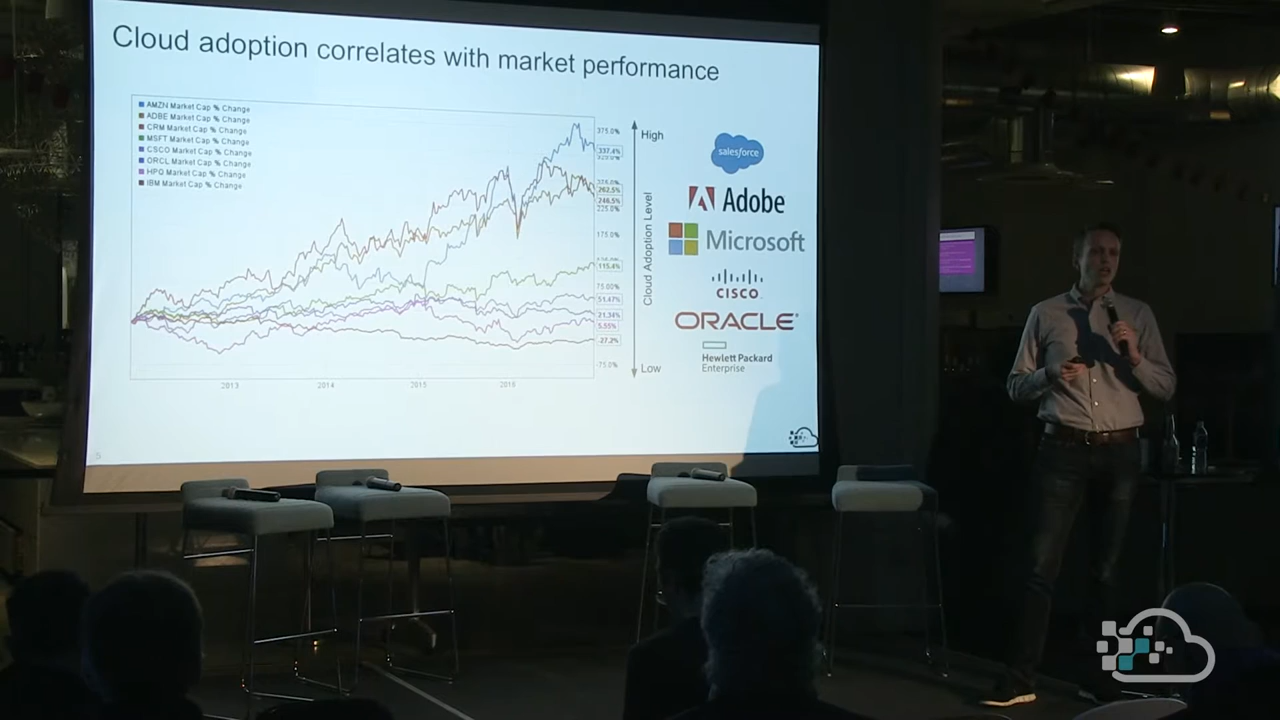 Cloud adoption correlates with market performance
AMZN Market Cap % Change
ADBE Market Cap % Change
CRM Market Cap % Change
MSFT Market Cap % Change
CSCO Market Cap % Change
ORCL Market Cap % Change
HPQ Market Cap % Change
IBM Market Cap % Change
375.0%
337.4%
262.5%
246.5%
225.0%
175.0%
115.4%
75.00%
51.47%
21.34%
5.55%
-27.2%
-75.0%
2013 2014 2015 2016
High
Cloud Adoption Level
Low
salesforce
Adobe
Microsoft
CISCO
ORACLE
Hewlett Packard
Enterprise
5